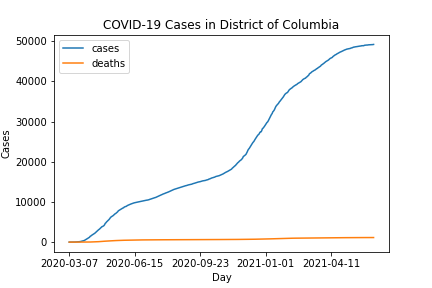 COVID-19 Cases in District of Columbia
cases
deaths
50000
40000
30000
20000
10000
0
Cases
2020-03-07 2020-06-15 2020-09-23 2021-01-01 2021-04-11
Day